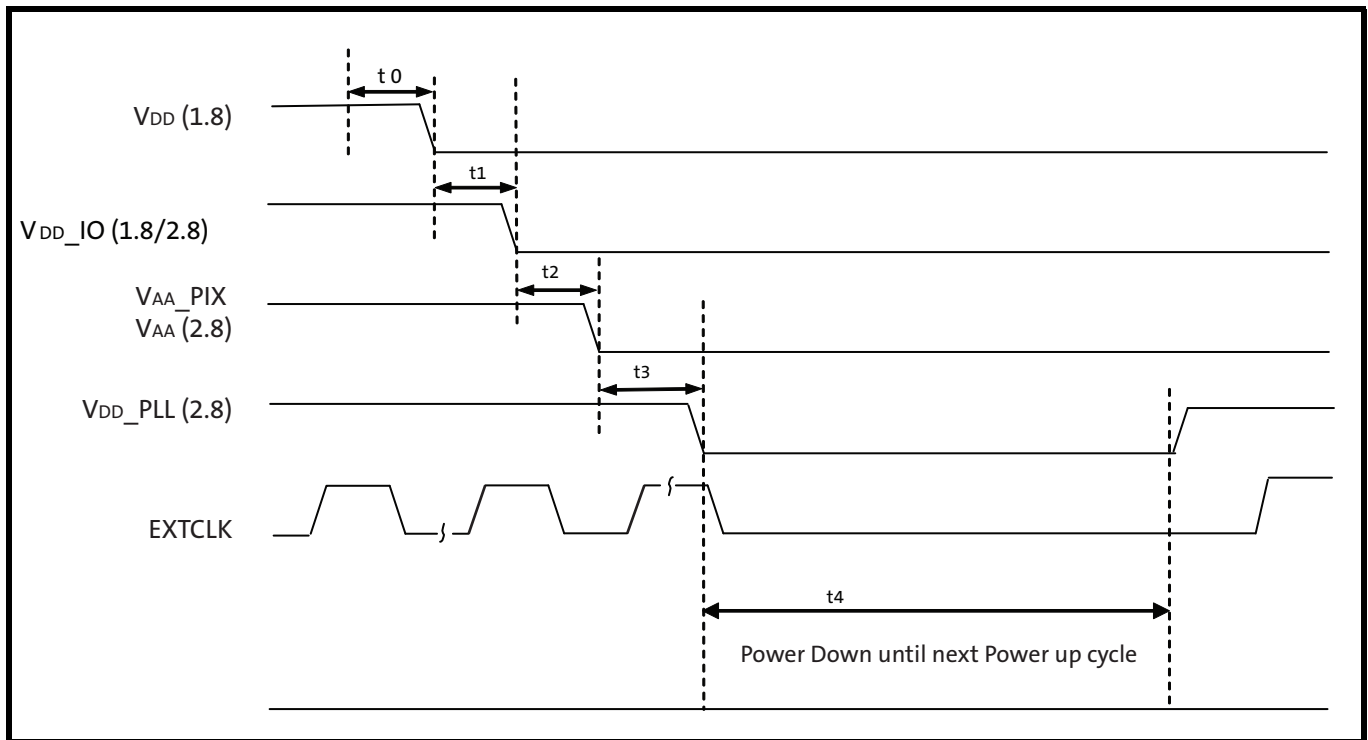 t 0
VDD (1.8)
t1
VDD_IO (1.8/2.8)
t2
VAA_PIX
VAA (2.8)
t3
VDD_PLL (2.8)
EXTCLK
t4
Power Down until next Power up cycle